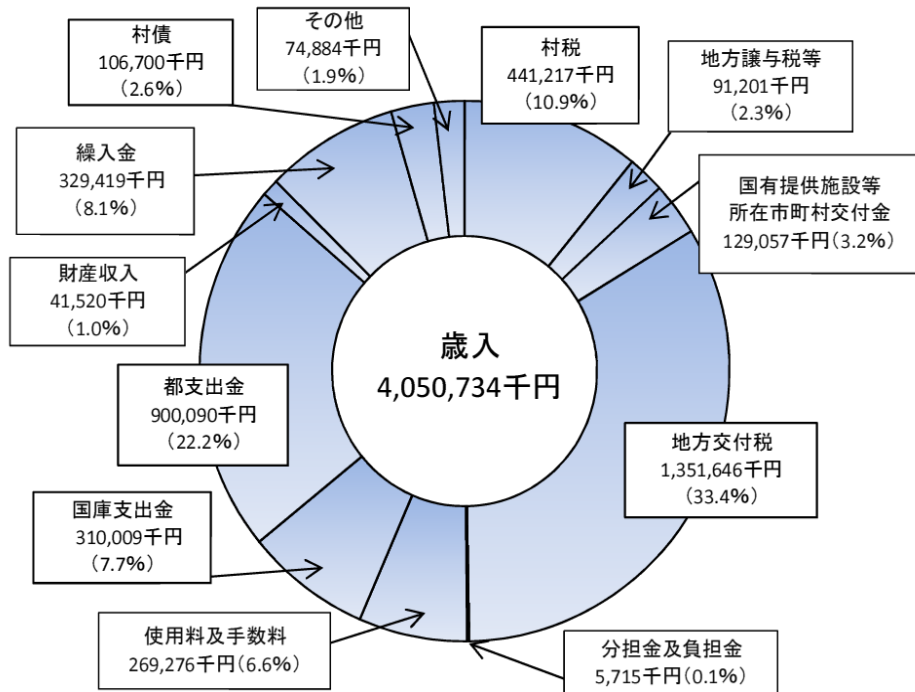 歳入
4,050,734千円
村税
441,217千円
(10.9%)
地方譲与税等
91,201千円
(2.3%)
国有提供施設等
所在市町村交付金
129,057千円(3.2%)
地方交付税
1,351,646千円
(33.4%)
分担金及負担金
5,715千円(0.1%)
使用料及手数料
269,276千円(6.6%)
国庫支出金
310,009千円
(7.7%)
都支出金
900,090千円
(22.2%)
財産収入
41,520千円
(1.0%)
繰入金
329,419千円
(8.1%)
村債
106,700千円
(2.6%)
その他
74,884千円
(1.9%)